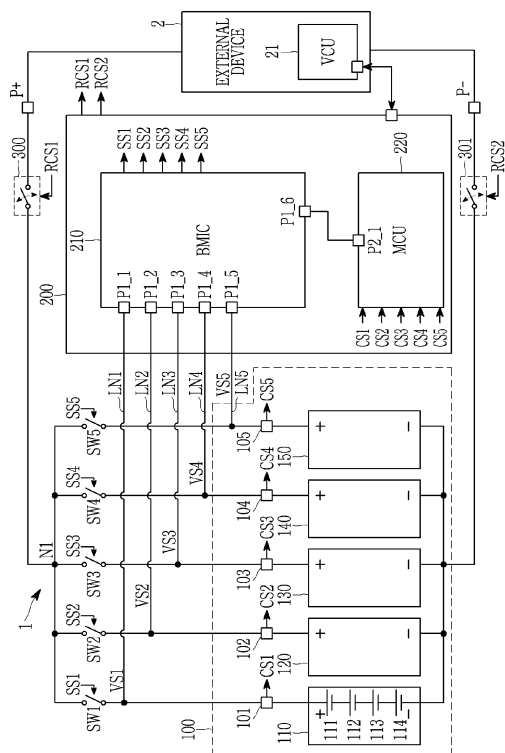 1
N1
SS1
SS2
SS3
SS4
SS5
SW1
SW2
SW3
SW4
SW5
VS1
VS2
VS3
VS4
VS5
LN1
LN2
LN3
LN4
LN5
100
101
102
103
104
105
CS1
CS2
CS3
CS4
CS5
110
+
111
112
113
114
−
120
+
−
130
+
−
140
+
−
150
+
−
200
210
BMIC
P1_1
P1_2
P1_3
P1_4
P1_5
P1_6
SS1
SS2
SS3
SS4
SS5
220
MCU
P2_1
CS1
CS2
CS3
CS4
CS5
RCS1
RCS2
300
RCS1
P+
301
RCS2
P-
2
EXTERNAL
DEVICE
21
VCU